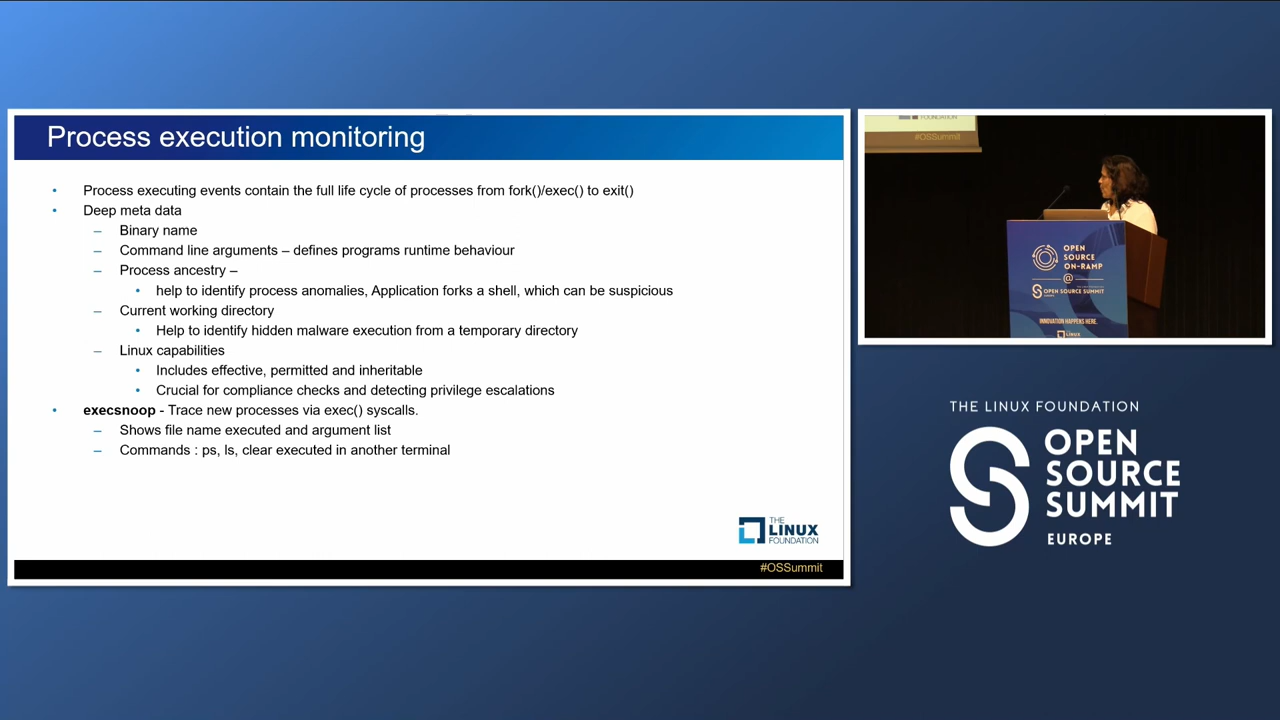 Process execution monitoring
• Process executing events contain the full life cycle of processes from fork()/exec() to exit()
• Deep meta data
– Binary name
– Command line arguments – defines programs runtime behaviour
– Process ancestry –
• help to identify process anomalies, Application forks a shell, which can be suspicious
– Current working directory
• Help to identify hidden malware execution from a temporary directory
– Linux capabilities
• Includes effective, permitted and inheritable
• Crucial for compliance checks and detecting privilege escalations
• execsnoop - Trace new processes via exec() syscalls.
– Shows file name executed and argument list
– Commands : ps, ls, clear executed in another terminal
THE
LINUX
FOUNDATION
#OSSummit
FOUNDATION
#OSSummit
OPEN
SOURCE
ON-RAMP
@
OPEN SOURCE SUMMIT
INNOVATION HAPPENS HERE.
LINUX
THE LINUX FOUNDATION
OPEN
SOURCE
SUMMIT
EUROPE